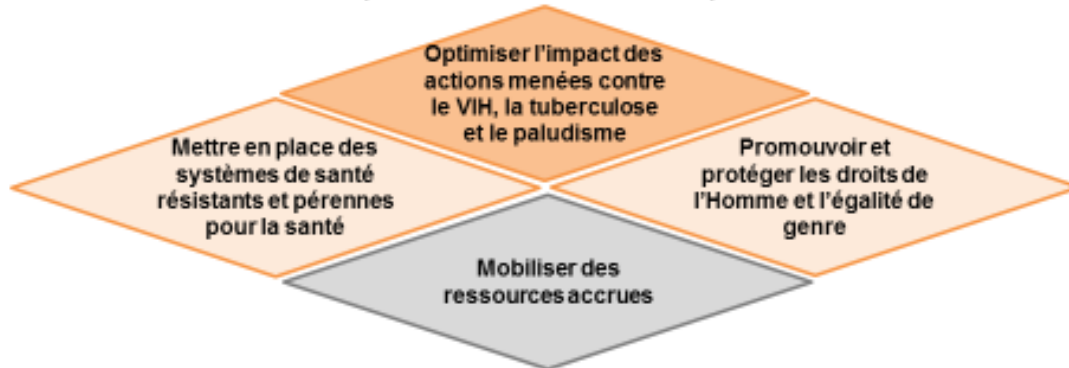 Optimiser l'impact des
actions menées contre
le VIH, la tuberculose
et le paludisme
Mettre en place des
systèmes de santé
résistants et pérennes
pour la santé
Promouvoir et
protéger les droits de
l'Homme et l'égalité de
genre
Mobiliser des
ressources accrues